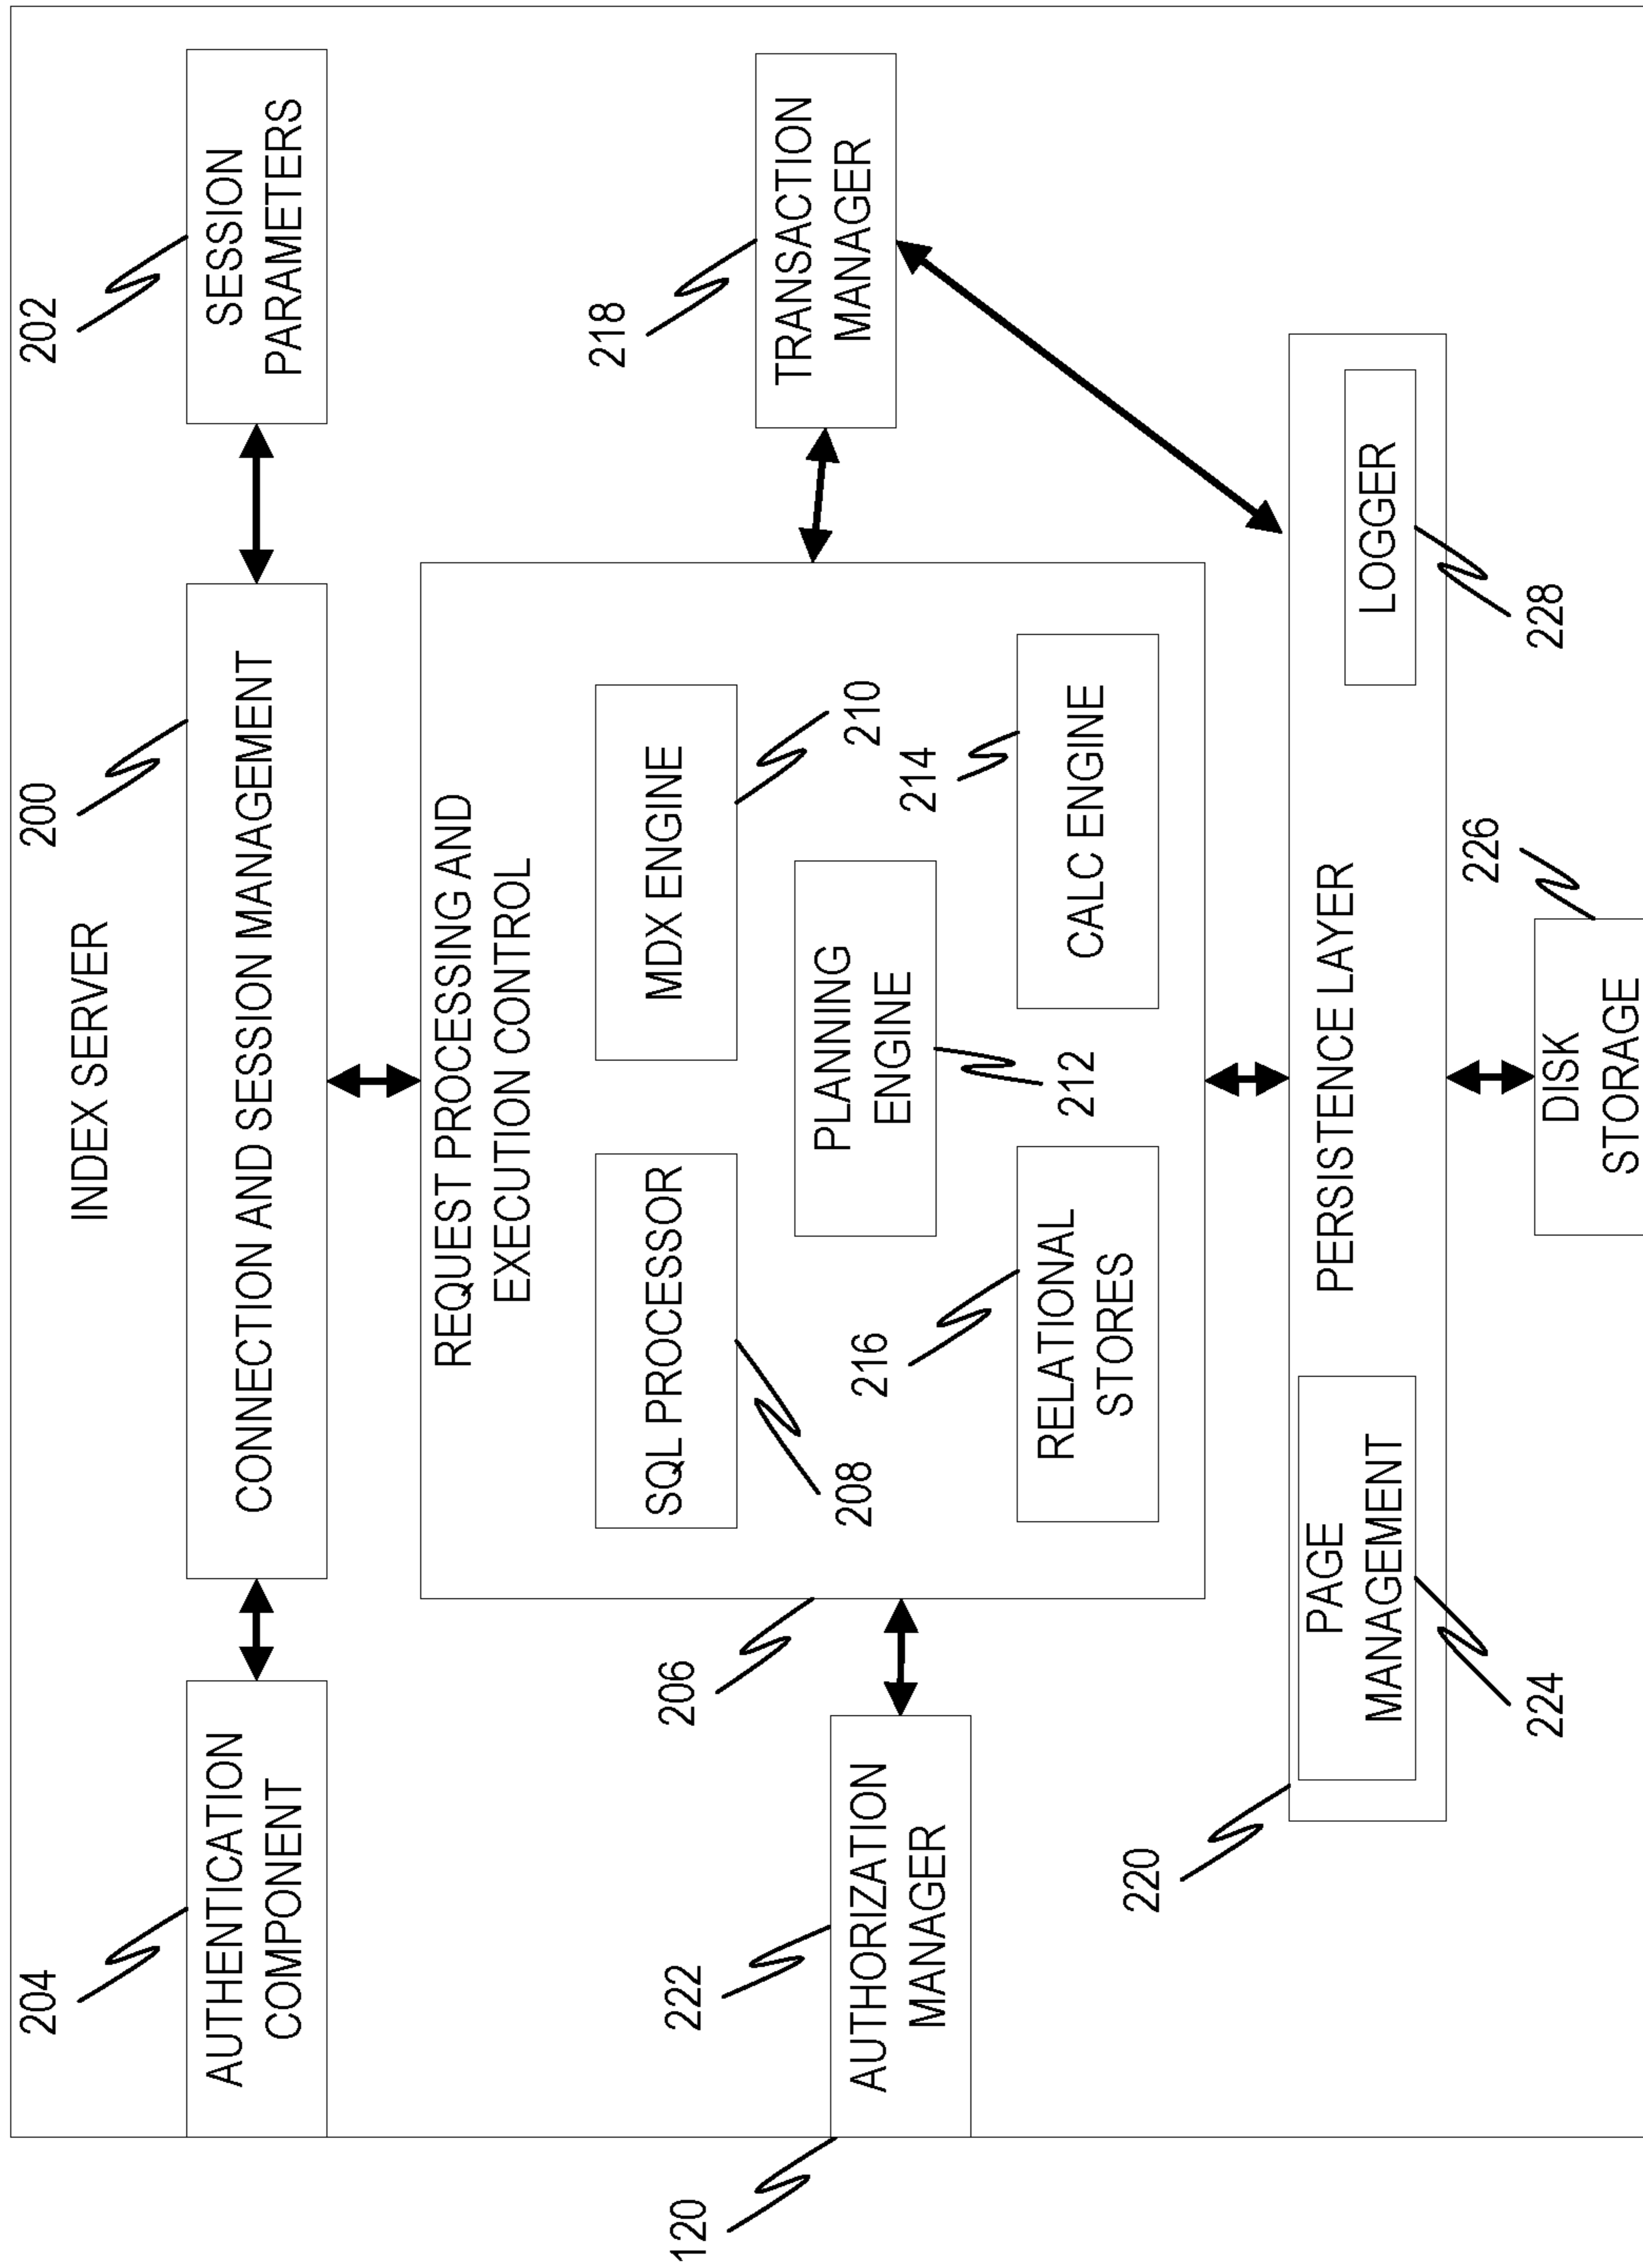 INDEX SERVER
204
200
202
AUTHENTICATION
COMPONENT
CONNECTION AND SESSION MANAGEMENT
SESSION
PARAMETERS
REQUEST PROCESSING AND
EXECUTION CONTROL
206
SQL PROCESSOR
MDX ENGINE
208
210
PLANNING
ENGINE
212
216
214
RELATIONAL
STORES
CALC ENGINE
218
TRANSACTION
MANAGER
120
222
AUTHORIZATION
MANAGER
220
PERSISTENCE LAYER
PAGE
MANAGEMENT
LOGGER
224
226
228
DISK
STORAGE